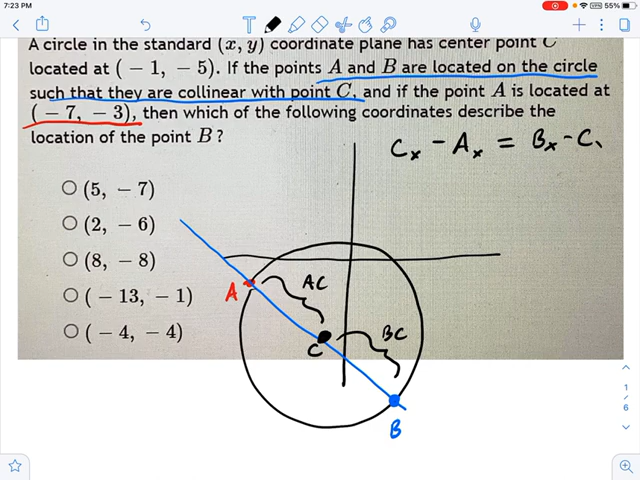 7:23 PM
55%
A circle in the standard (x, y) coordinate plane has center point C
located at (− 1, − 5). If the points A and B are located on the circle
such that they are collinear with point C, and if the point A is located at
(− 7, − 3), then which of the following coordinates describe the
location of the point B?
Cx − Ax = Bx − C
(5, − 7)
(2, − 6)
(8, − 8)
(− 13, − 1)
(− 4, − 4)
A
AC
C
BC
B
1
/
6